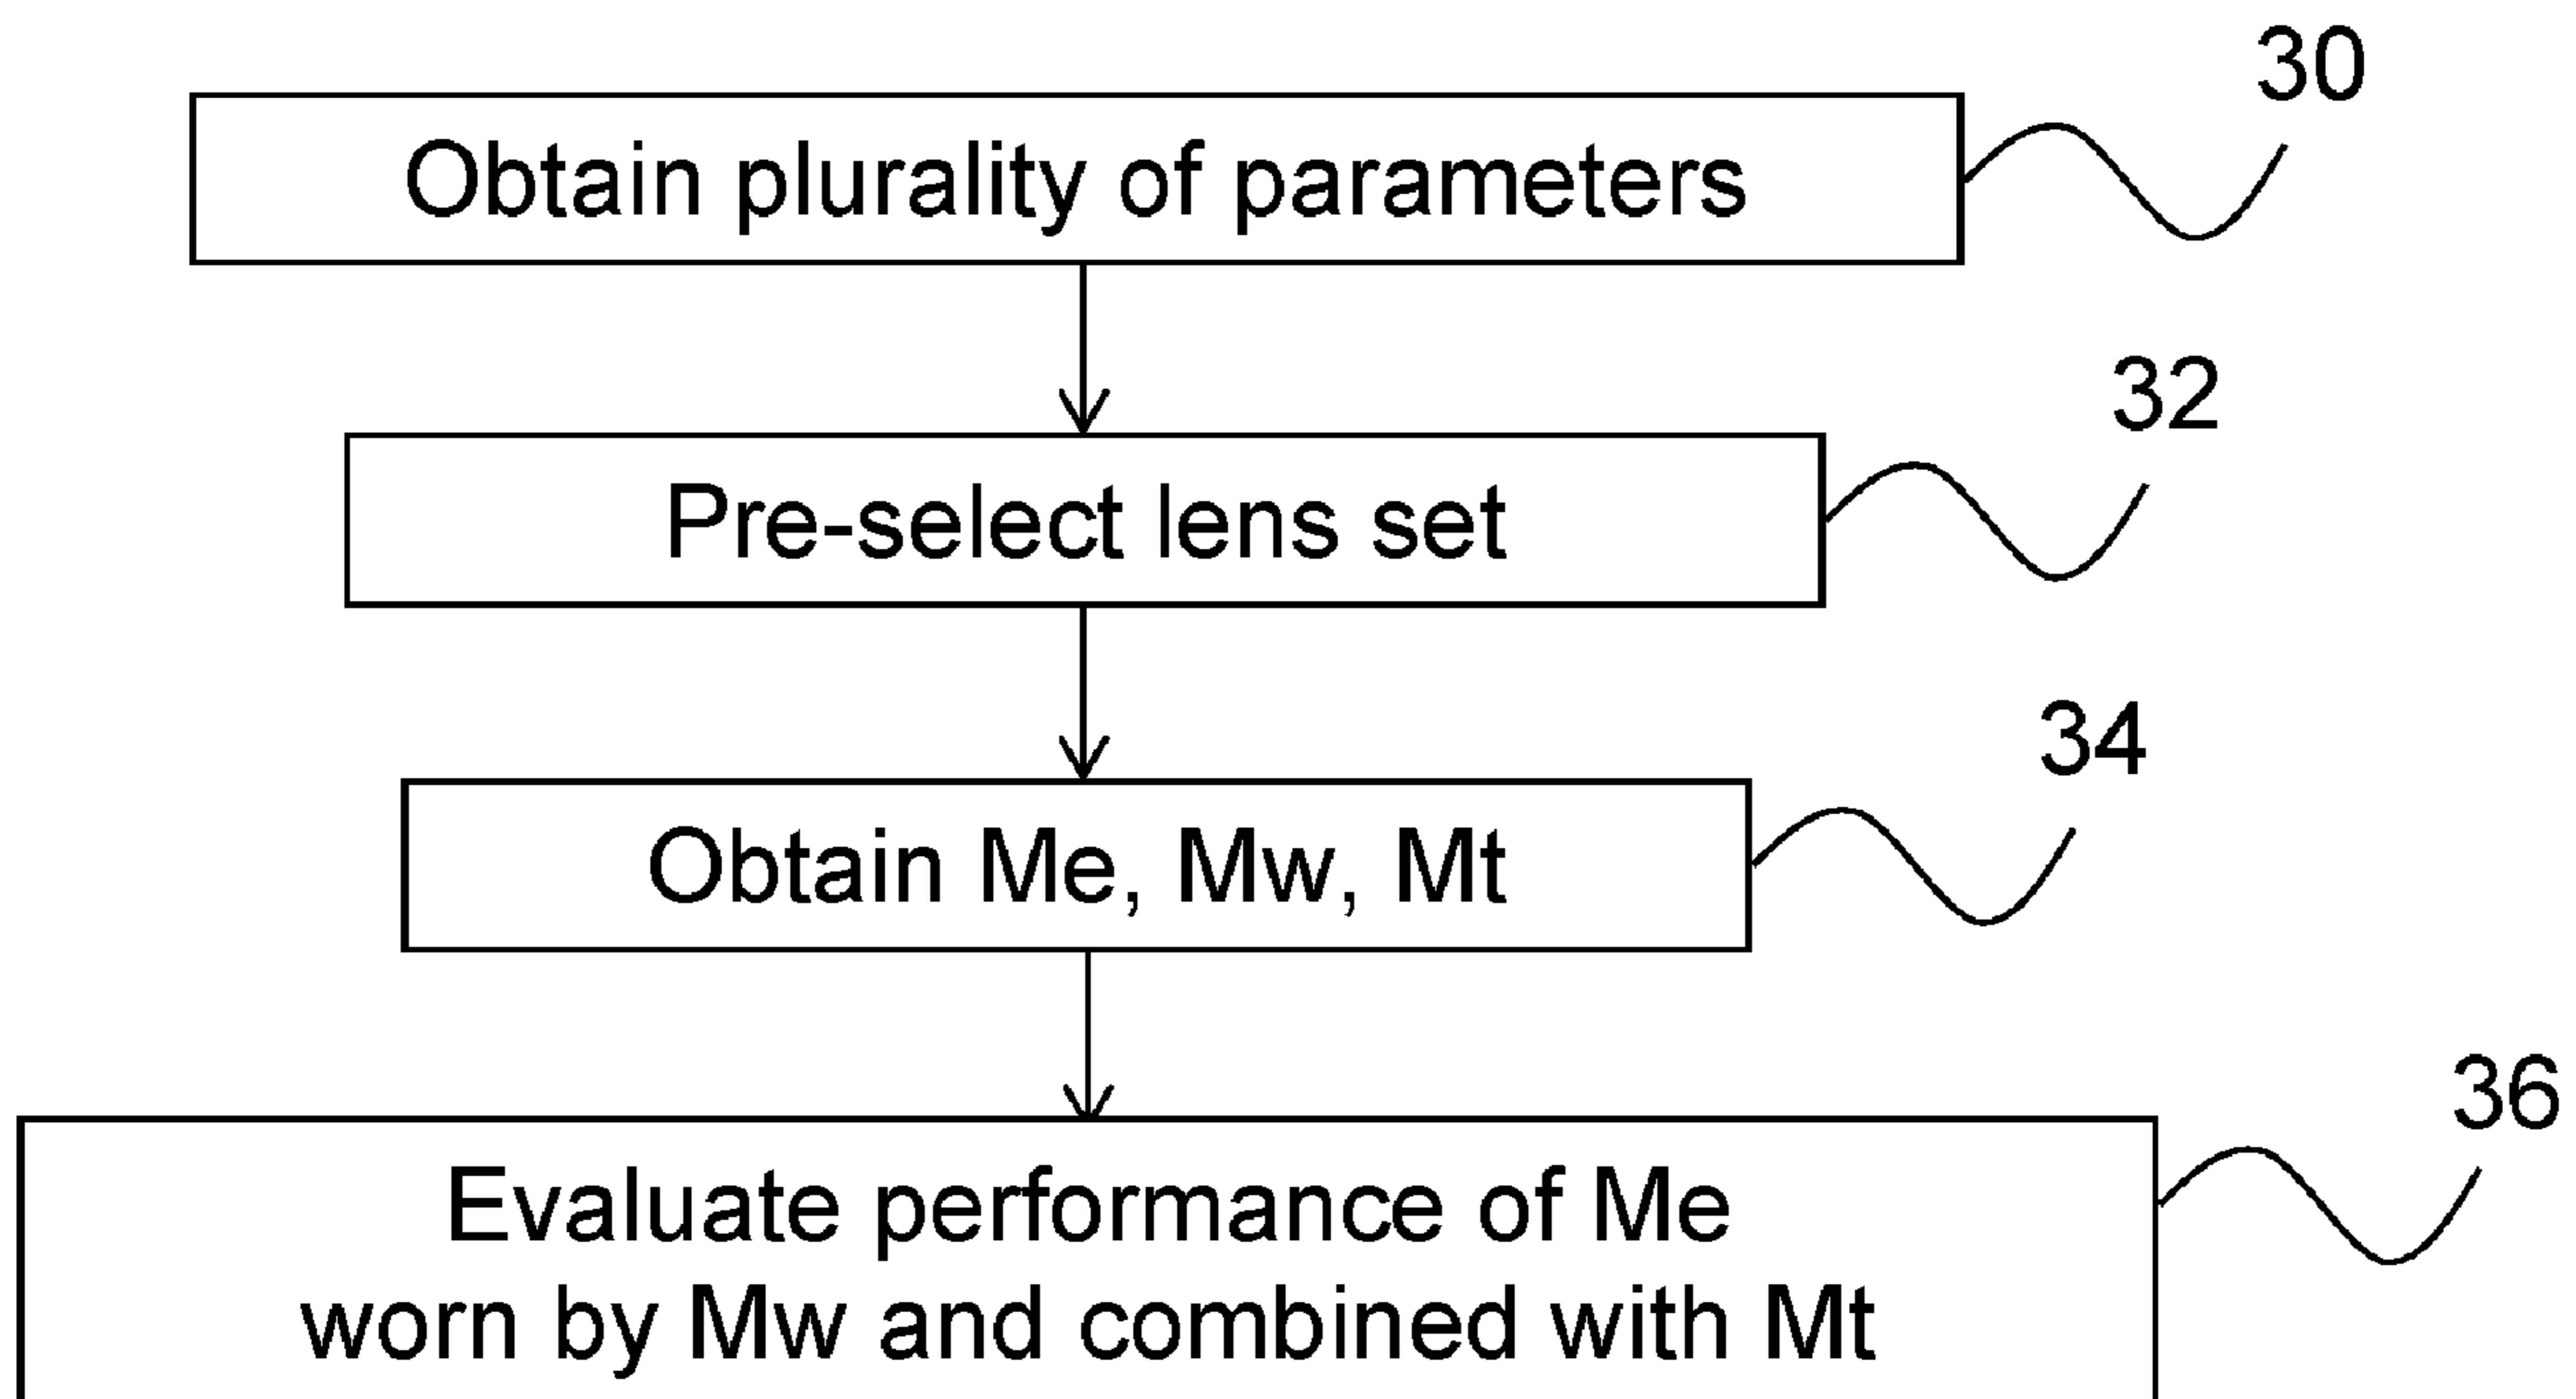 30
Obtain plurality of parameters
32
Pre-select lens set
34
Obtain Me, Mw, Mt
36
Evaluate performance of Me
worn by Mw and combined with Mt